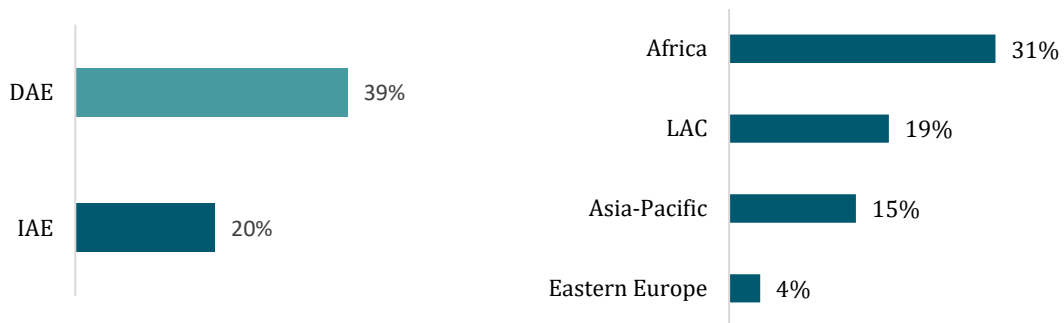 DAE 39%
IAE 20%
Africa 31%
LAC 19%
Asia-Pacific 15%
Eastern Europe 4%